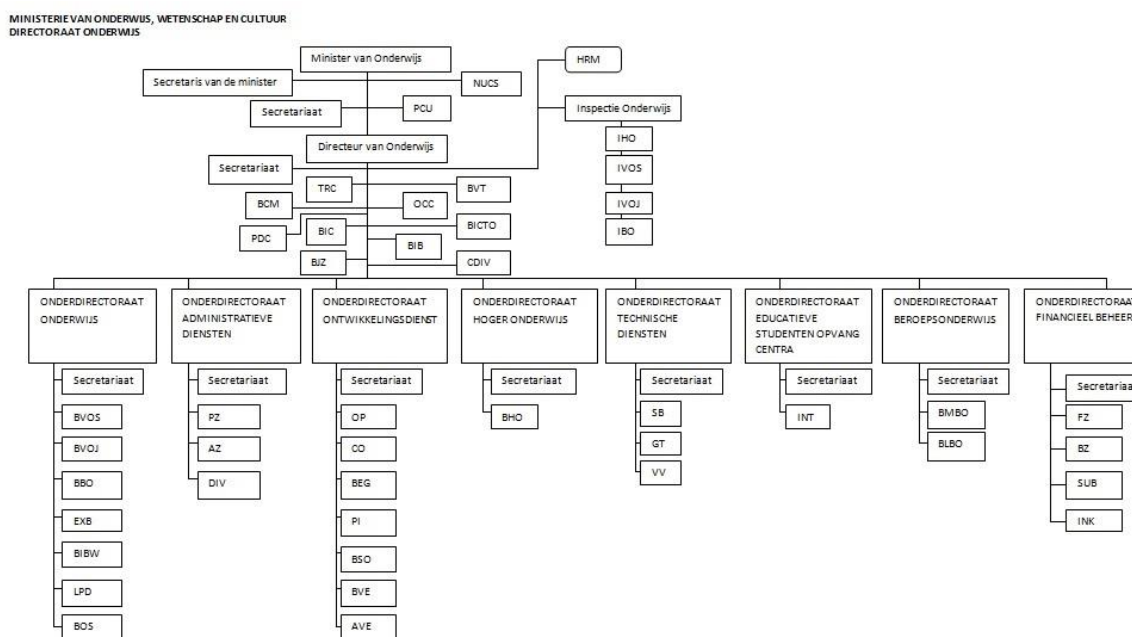 MINISTERIE VAN ONDERWIJS, WETENSCHAP EN CULTUUR
DIRECTORAAT ONDERWIJS
Minister van Onderwijs
HRM
Secretaris van de minister
NUCS
Secretariaat
PCU
Inspectie Onderwijs
IHO
Directeur van Onderwijs
Secretariaat
IVOS
TRC
BVT
BCM
OCC
IVOJ
PDC
BIC
BICTO
IBO
BIB
BJZ
CDIV
ONDERDIRECTORAAT
ONDERWIJS
ONDERDIRECTORAAT
ADMINISTRATIEVE
DIENSTEN
ONDERDIRECTORAAT
ONTWIKKELINGSDIENST
ONDERDIRECTORAAT
HOGER ONDERWIJS
ONDERDIRECTORAAT
TECHNISCHE
DIENSTEN
ONDERDIRECTORAAT
EDUCATIEVE
STUDENTEN OPVANG
CENTRA
ONDERDIRECTORAAT
BEROEPSONDERWIJS
ONDERDIRECTORAAT
FINANCIEEL BEHEER
Secretariaat
BVOS
BVOJ
BBO
EXB
BIBW
LPD
BOS
Secretariaat
PZ
AZ
DIV
Secretariaat
OP
CO
BEG
PI
BSO
BVE
AVE
Secretariaat
BHO
Secretariaat
SB
GT
VV
Secretariaat
INT
Secretariaat
BMBO
BLBO
Secretariaa
FZ
BZ
SUB
INK